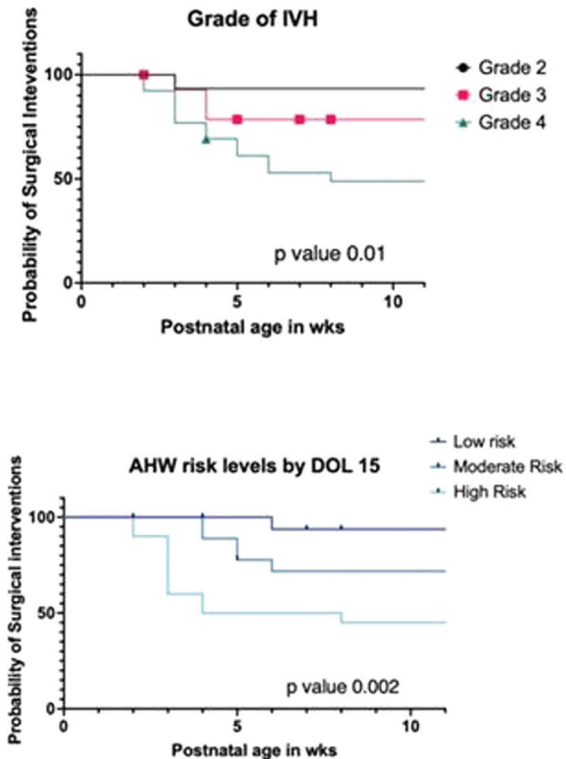 Grade of IVH
Probability of Surgical Inteventions
100
50
0
0 5 10
Postnatal age in wks
p value 0.01
Grade 2
Grade 3
Grade 4
AHW risk levels by DOL 15
Probability of Surgical interventions
100
50
0
0 5 10
Postnatal age in wks
p value 0.002
Low risk
Moderate Risk
High Risk